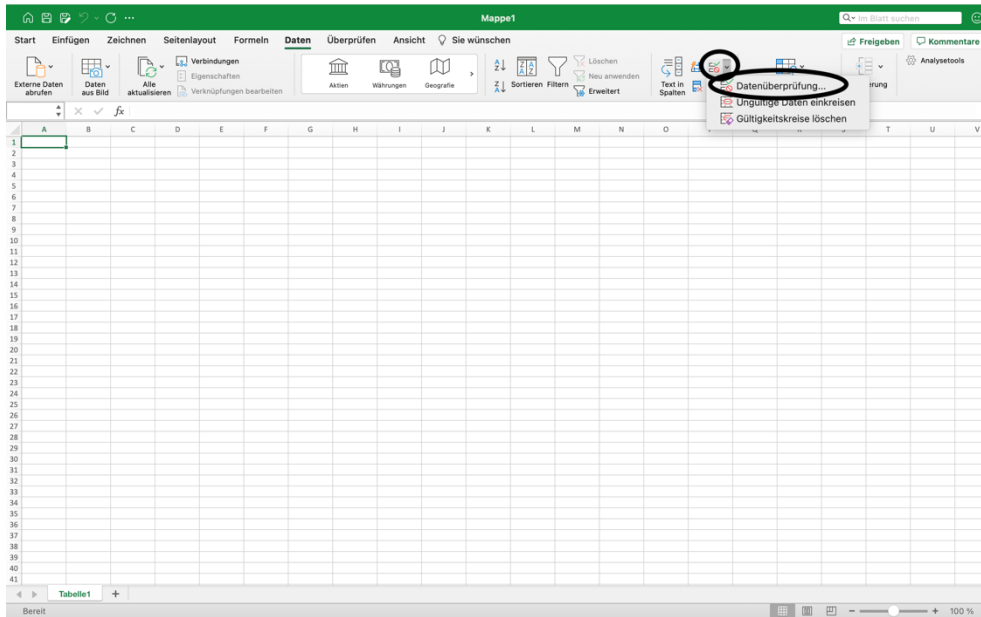 Mappe1
Im Blatt suchen
Start Einfügen Zeichnen Seitenlayout Formeln Daten Überprüfen Ansicht Sie wünschen Freigeben Kommentare
Externe Daten abrufen
Daten aus Bild
Alle aktualisieren
Verbindungen
Eigenschaften
Verknüpfungen bearbeiten
Aktien Währungen Geografie
Sortieren Filtern
Löschen
Neu anwenden
Erweitert
Text in Spalten
Analysetools
Datenüberprüfung...
Ungültige Daten einkreisen
Gültigkeitskreise löschen
fx
A B C D E F G H I J K L M N O T U V
1
2
3
4
5
6
7
8
9
10
11
12
13
14
15
16
17
18
19
20
21
22
23
24
25
26
27
28
29
30
31
32
33
34
35
36
37
38
39
40
41
Tabelle1 +
Bereit 100 %